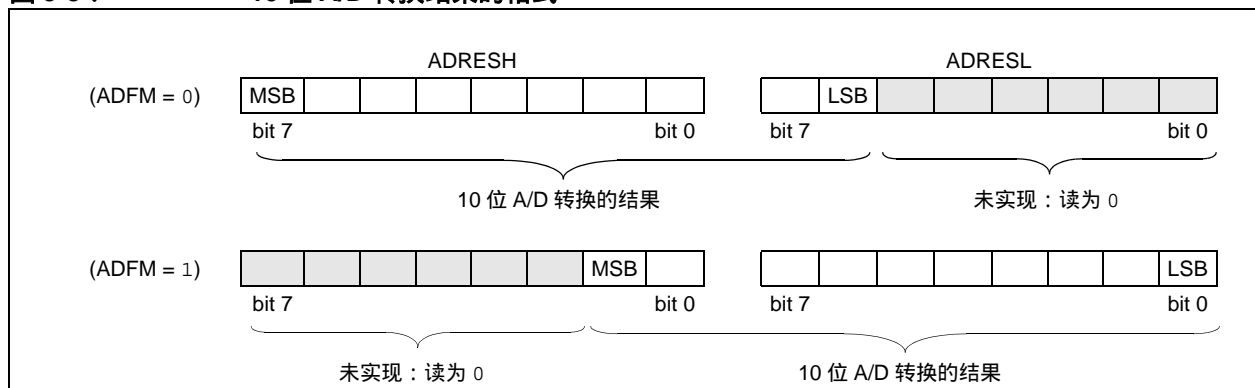 ADRESH ADRESL
(ADFM = 0) MSB LSB
bit 7 bit 0 bit 7 bit 0
10 位 A/D 转换的结果 未实现：读为 0
(ADFM = 1) MSB LSB
bit 7 bit 0 bit 7 bit 0
未实现：读为 0 10 位 A/D 转换的结果